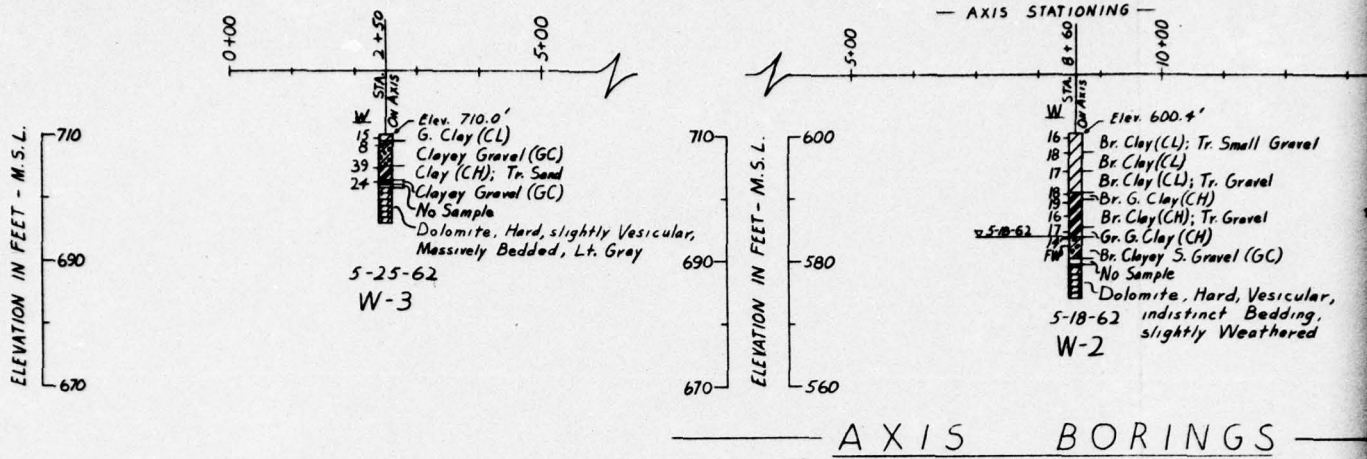 — AXIS STATIONING —
0+00
5+00
5+00
10+00
STA. 2+50
ON AXIS
STA. 8+60
ON AXIS
ELEVATION IN FEET - M.S.L.
710
690
670
W
Elev. 710.0'
15
G. Clay (CL)
8
Clayey Gravel (GC)
39
Clay (CH); Tr. Sand
24
Clayey Gravel (GC)
No Sample
Dolomite, Hard, slightly Vesicular,
Massively Bedded, Lt. Gray
5-25-62
W-3
710
690
670
ELEVATION IN FEET - M.S.L.
600
580
560
W
Elev. 600.4'
16
Br. Clay (CL); Tr. Small Gravel
18
Br. Clay (CL)
17
Br. Clay (CL); Tr. Gravel
18
Br. G. Clay (CH)
19
16
Br. Clay (CH); Tr. Gravel
17
Gr. G. Clay (CH)
5-18-62
FW
Br. Clayey S. Gravel (GC)
No Sample
Dolomite, Hard, Vesicular,
indistinct Bedding,
slightly Weathered
5-18-62
W-2
AXIS BORINGS